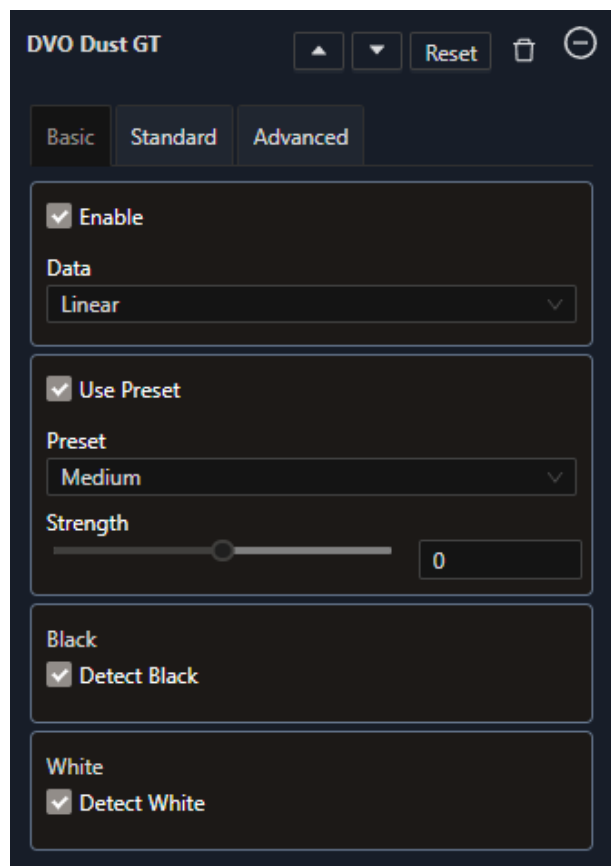 DVO Dust GT
Reset
Basic Standard Advanced
Enable
Data
Linear
Use Preset
Preset
Medium
Strength
0
Black
Detect Black
White
Detect White